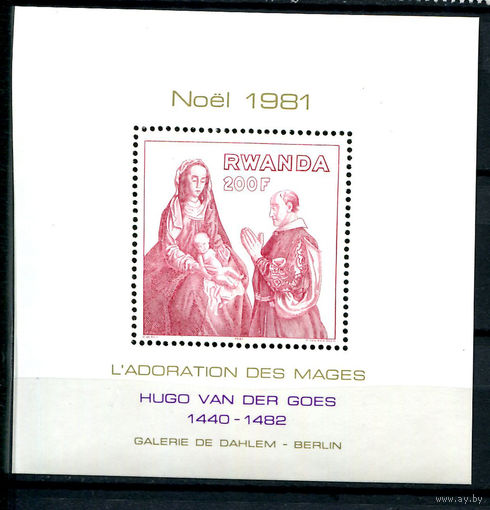 Noël 1981
RWANDA
200F
L'ADORATION DES MAGES
HUGO VAN DER GOES
1440-1482
GALERIE DE DAHLEM - BERLIN
www.ay.by